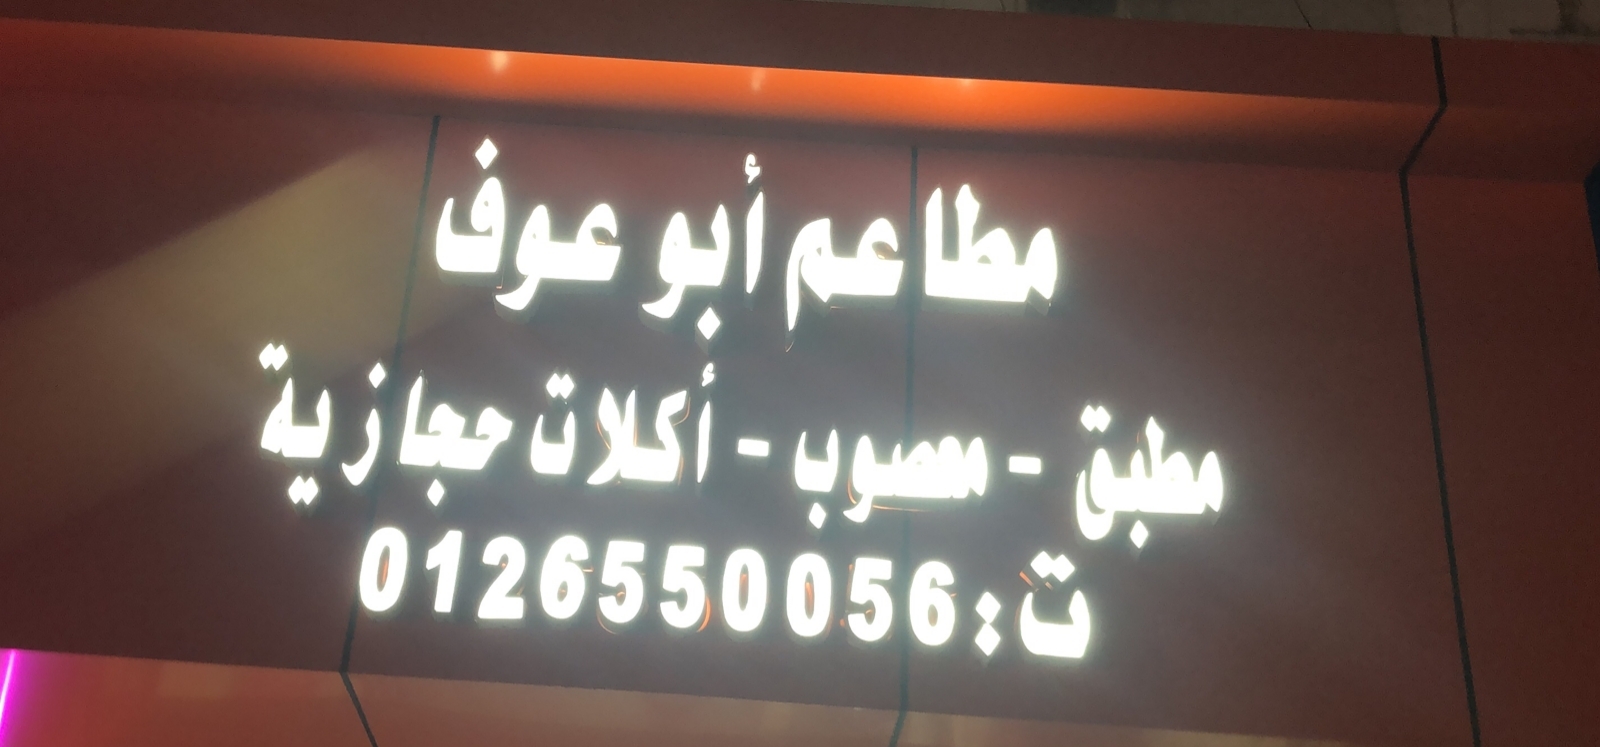 مطاعم أبو عوف
مطبق - معصوب - أكلات حجازية
ت : 0126550056